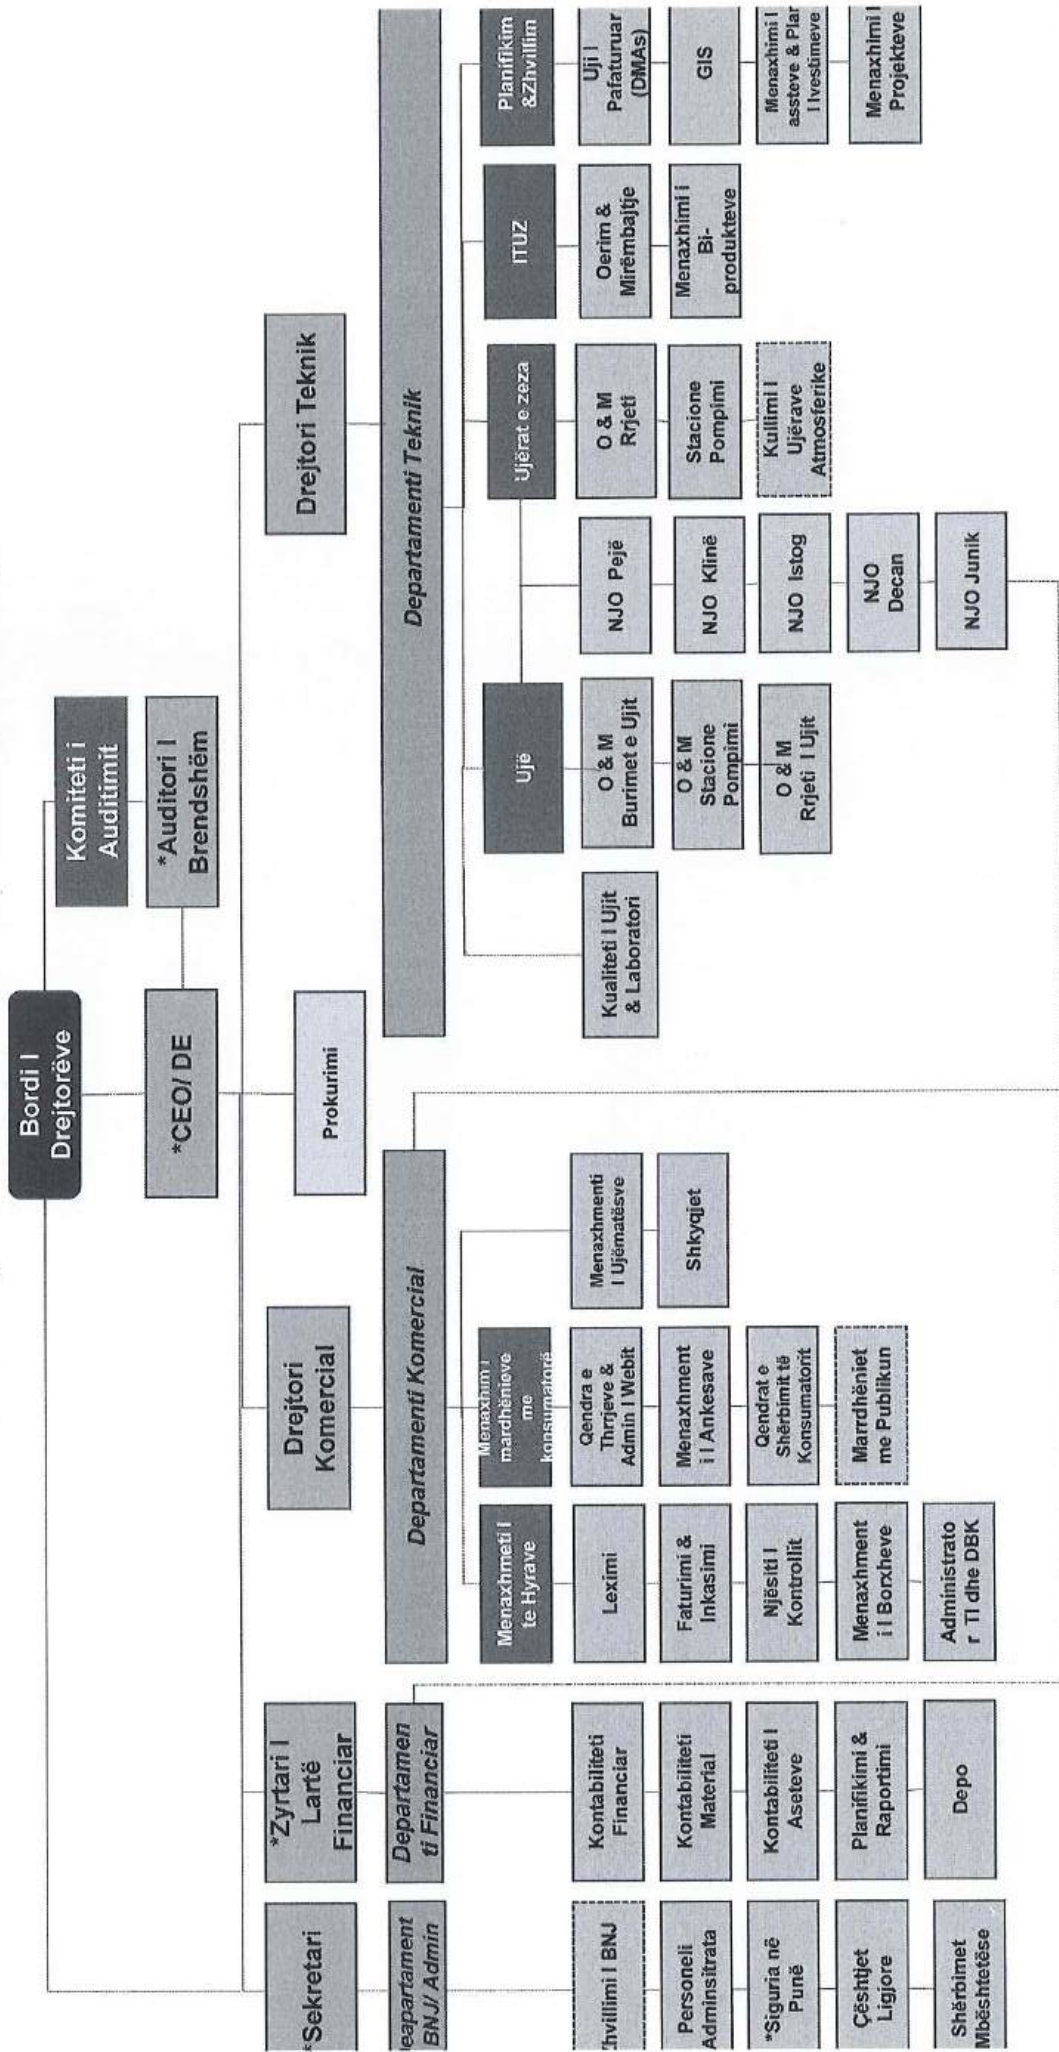 Bordi I
Drejtorëve
Komiteti i
Auditimit
*CEO/ DE
*Auditori I
Brendshëm
*Sekretari
*Zyrtari I
Lartë
Financiar
Drejtori
Komercial
Prokurimi
Drejtori Teknik
eapartament
BNJ/ Admin
Departamen
ti Financiar
Departamenti Komercial
Departamenti Teknik
Menaxhmeti I
te Hyrave
Menaxhim I
mardhënieve
me
konsumatorë
Ujë
Ujërat e zeza
ITUZ
Planifikim
&Zhvillim
Zhvillimi I BNJ
Personeli
Adminsitrata
*Siguria në
Punë
Çështjet
Ligjore
Shërbimet
Mbështetëse
Kontabiliteti
Financiar
Kontabiliteti
Material
Kontabiliteti I
Aseteve
Planifikimi &
Raportimi
Depo
Leximi
Faturimi &
Inkasimi
Njësiti I
Kontrollit
Menaxhment
i I Borxheve
Administrato
r TI dhe DBK
Qendra e
Thrrjeve &
Admin I Webit
Menaxhment
i I Ankesave
Qendrat e
Shërbimit të
Konsumatorit
Marrdhëniet
me Publikun
Menaxhmenti
I Ujëmatësve
Shkyqjet
Kualiteti I Ujit
& Laboratori
O & M
Burimet e Ujit
O & M
Stacione
Pompimi
O & M
Rrjeti I Ujit
NJO Pejë
NJO Klinë
NJO Istog
NJO
Decan
NJO Junik
O & M
Rrjeti
Stacione
Pompimi
Kullimi I
Ujërave
Atmosferike
Oerim &
Mirëmbajtje
Menaxhimi i
Bi-
produkteve
Uji I
Pafaturuar
(DMAs)
GIS
Menaxhimi I
assteve & Plar
I Ivestimeve
Menaxhimi I
Projekteve